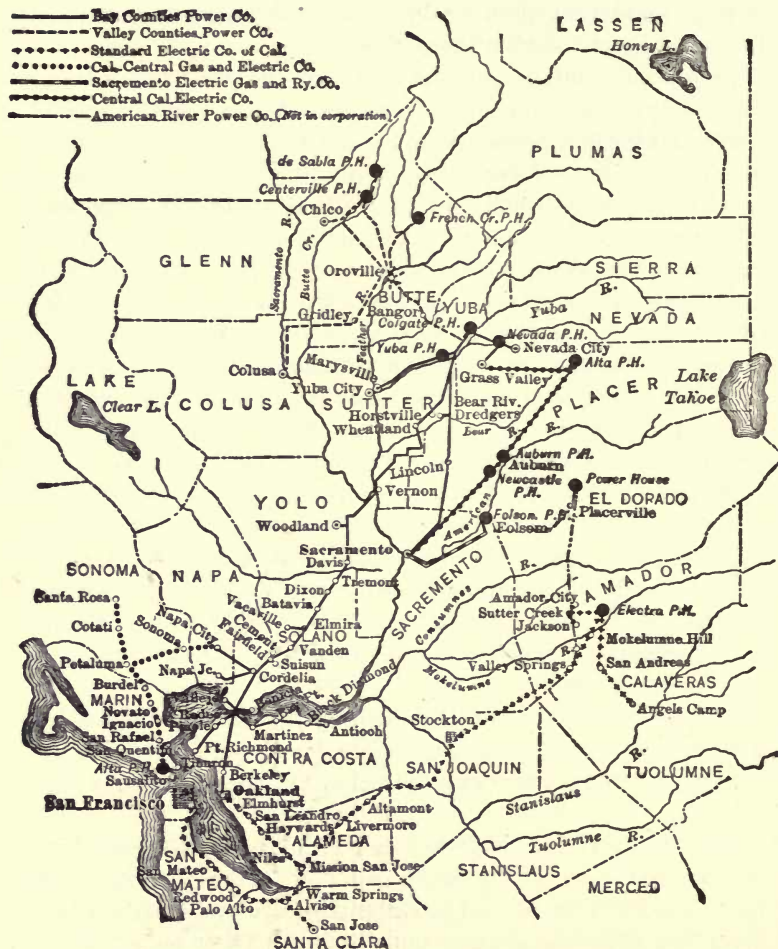 Bay Counties Power Co.
Valley Counties Power Co.
Standard Electric Co. of Cal.
Cal. Central Gas and Electric Co.
Sacramento Electric Gas and Ry. Co.
Central Cal. Electric Co.
American River Power Co. (Not in corporation)
LASSEN
Honey L.
PLUMAS
de Sabla P.H.
Centerville P.H.
Chico
French Cr. P.H.
GLENN
Sacramento R.
Butte Cr.
Oroville
SIERRA
BUTTE
YUBA
Yuba R.
Bangor
Gridley
Feather R.
Colgate P.H.
NEVADA
Nevada P.H.
Nevada City
Yuba P.H.
Marysville
Colusa
Yuba City
Grass Valley
Alta P.H.
LAKE
Clear L.
COLUSA
SUTTER
PLACER
Lake
Tahoe
Bear Riv.
Dredgers
Horstville
Wheatland
R.
R.
Auburn P.H.
Auburn
Newcastle
P.H.
Power House
EL DORADO
Placerville
Lincoln
Vernon
YOLO
Woodland
American
Folsom P.H.
Folsom
Sacramento
Davis
Tremont
SACRAMENTO
SONOMA
NAPA
Dixon
Batavia
Vacaville
Elmira
SOLANO
Vanden
Cement
Fairfield
Suisun
Cordelia
Santa Rosa
Cotati
Napa City
Sonoma
Petaluma
Napa Jc.
Cosumnes R.
AMADOR
Amador City
Sutter Creek
Jackson
Electra P.H.
Mokelumne Hill
Valley Springs
San Andreas
Mokelumne
CALAVERAS
Angels Camp
Burdel
MARIN
Novato
Ignacio
San Rafael
San Quentin
Vallejo
Benicia
Black Diamond
Martinez
Antioch
Pt. Richmond
CONTRA COSTA
Stockton
SAN JOAQUIN
Alta P.H.
Tiburon
Sausalito
Berkeley
San Francisco
Oakland
Elmhurst
San Leandro
Haywards
Altamont
Livermore
ALAMEDA
Niles
Mission San Jose
TUOLUMNE
Stanislaus R.
Tuolumne R.
STANISLAUS
MERCED
SAN
MATEO
San Mateo
Redwood
Palo Alto
Warm Springs
Alviso
San Jose
SANTA CLARA